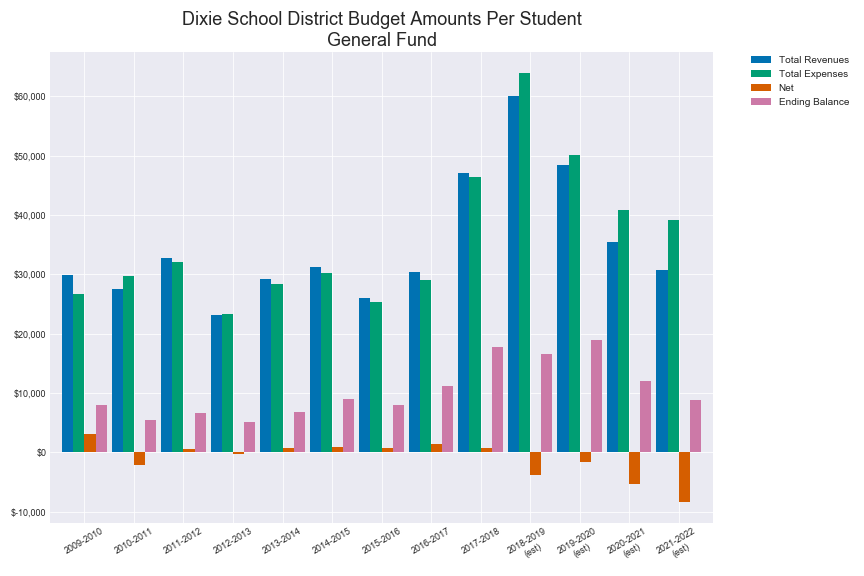 Dixie School District Budget Amounts Per Student
General Fund
Total Revenues
Total Expenses
Net
Ending Balance
$60,000
$50,000
$40,000
$30,000
$20,000
$10,000
$0
$-10,000
2009-2010
2010-2011
2011-2012
2012-2013
2013-2014
2014-2015
2015-2016
2016-2017
2017-2018
2018-2019
(est)
2019-2020
(est)
2020-2021
(est)
2021-2022
(est)